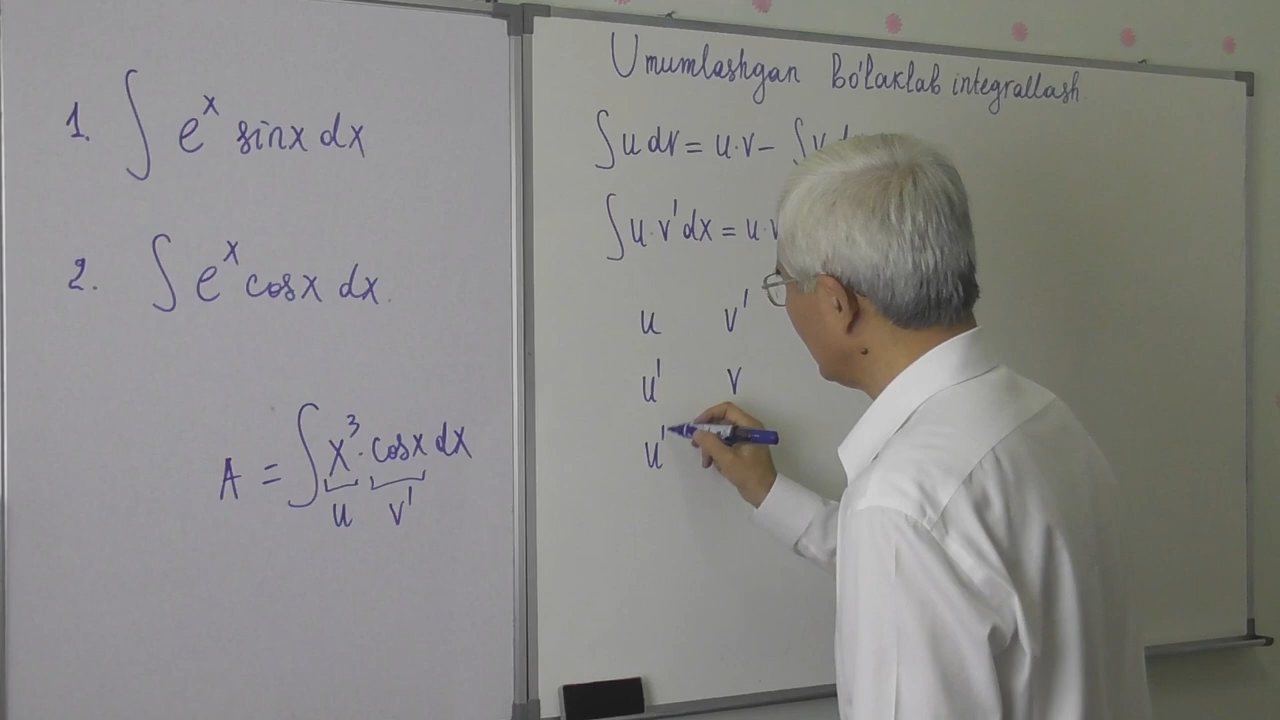 1. ∫ eˣ sinx dx
2. ∫ eˣ cosx dx.
A = ∫ x³ · cosx dx
u v'
Umumlashgan Bo'laklab integrallash
∫ u dv = u · v − ∫ v
∫ u · v' dx = u · v
u v'
u' v
u'